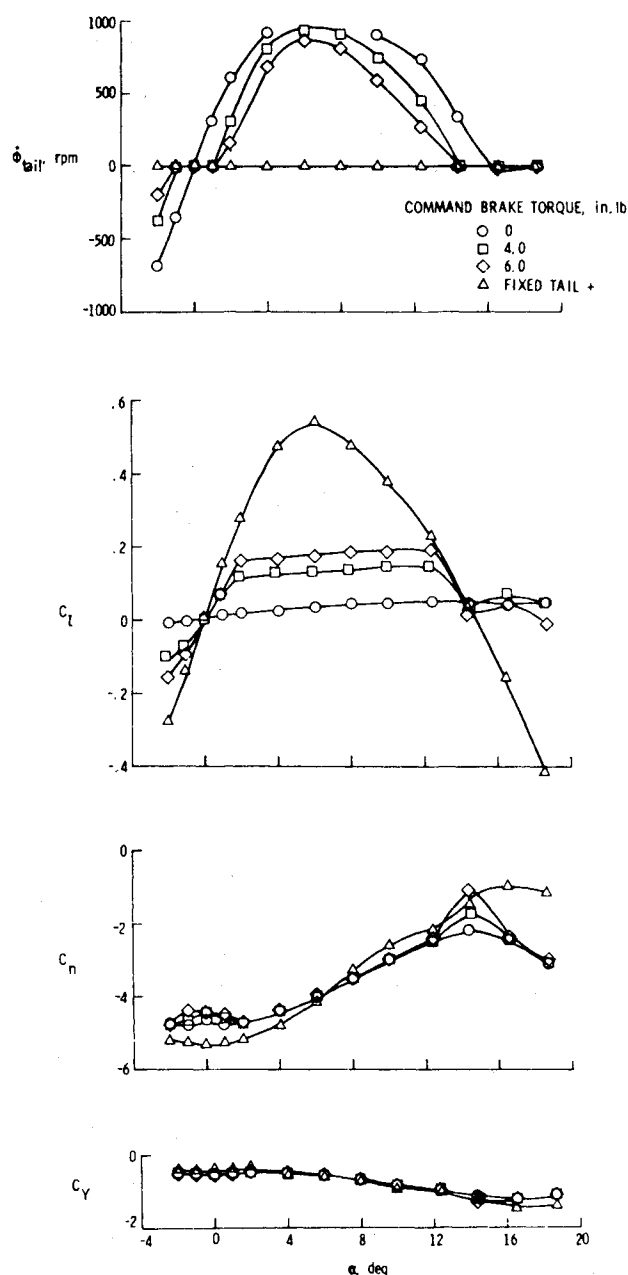 1000
500
Φ̇tail, rpm
0
-500
-1000
COMMAND BRAKE TORQUE, in. lb
0
4.0
6.0
FIXED TAIL +
.6
.4
.2
Cl
0
-.2
-.4
0
-2
Cn
-4
-6
0
CY
-2
-4 0 4 8 12 16 20
α, deg